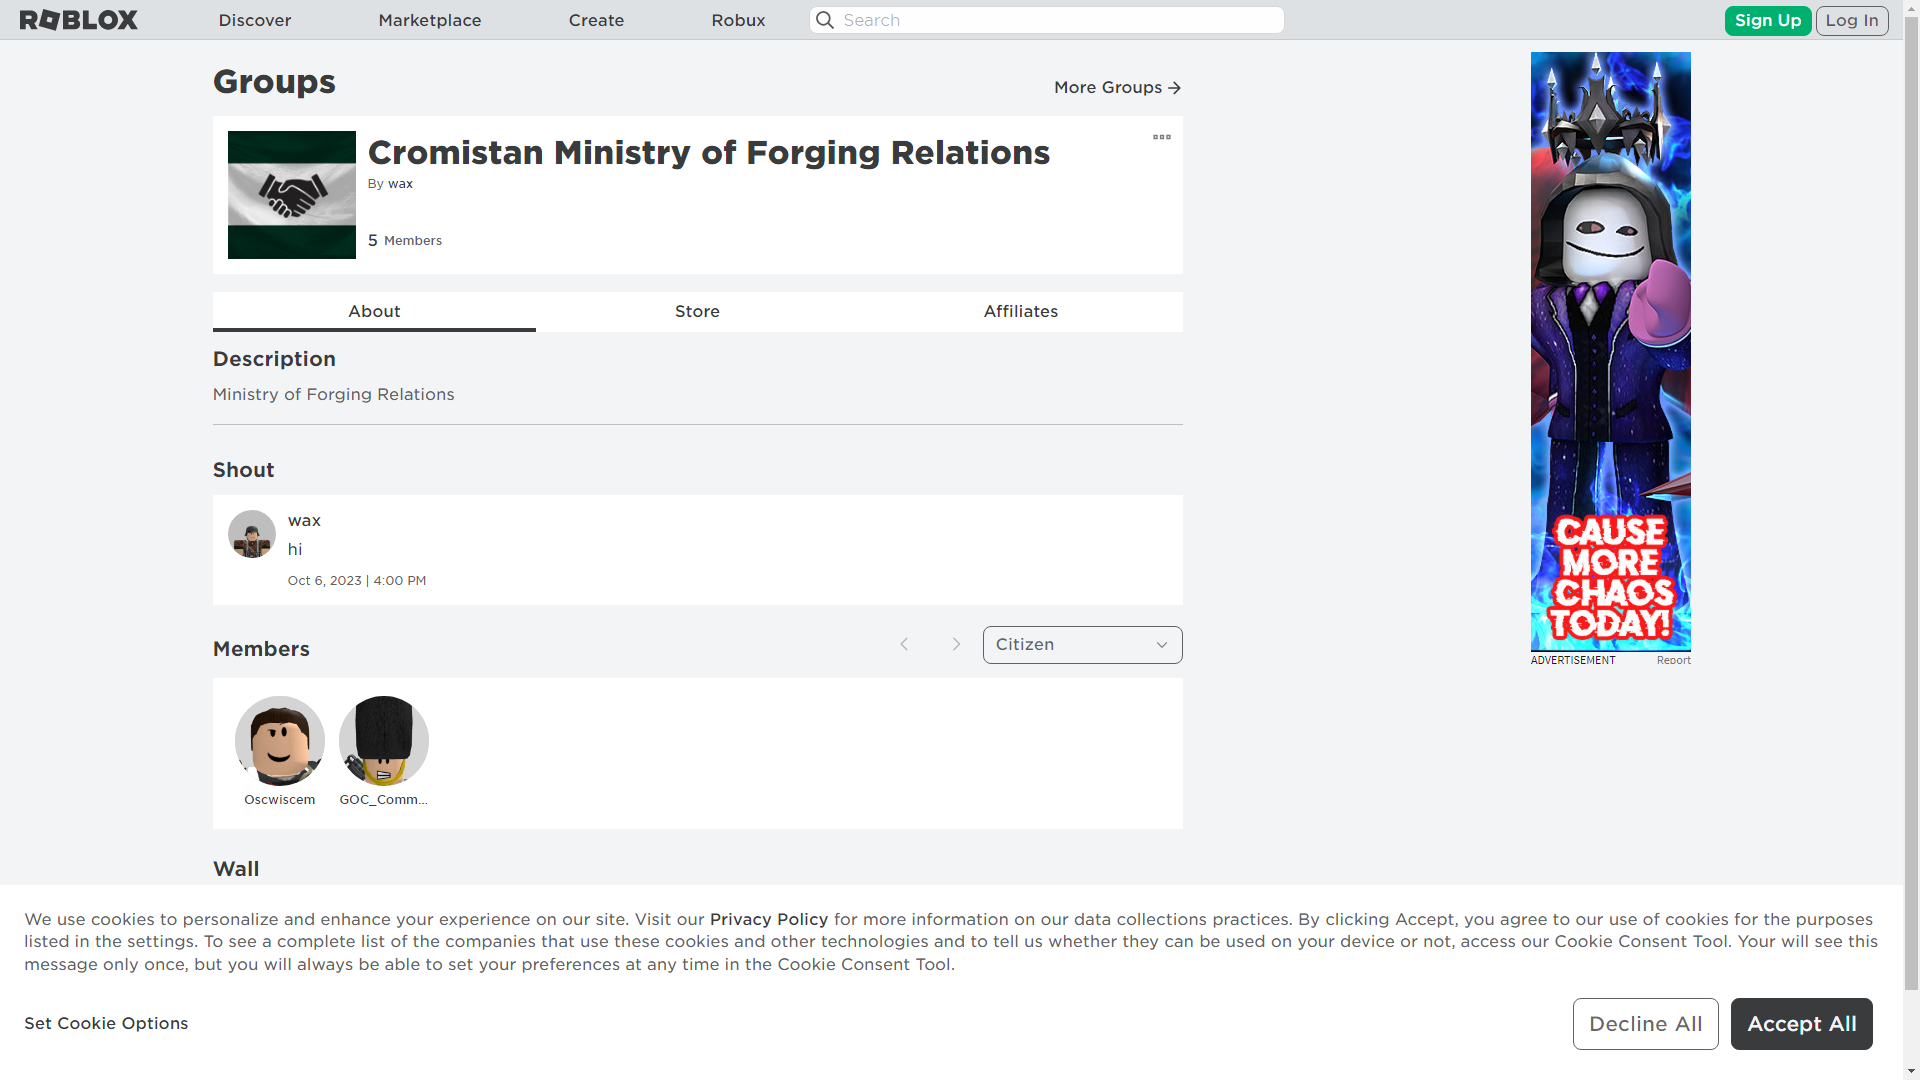 ROBLOX
Discover
Marketplace
Create
Robux
Search
Sign Up
Log In
Groups
More Groups
Cromistan Ministry of Forging Relations
By wax
5 Members
About
Store
Affiliates
Description
Ministry of Forging Relations
Shout
wax
hi
Oct 6, 2023 | 4:00 PM
Members
Citizen
Oscwiscem
GOC_Comm...
Wall
CAUSE
MORE
CHAOS
TODAY!
ADVERTISEMENT
Report
We use cookies to personalize and enhance your experience on our site. Visit our Privacy Policy for more information on our data collections practices. By clicking Accept, you agree to our use of cookies for the purposes
listed in the settings. To see a complete list of the companies that use these cookies and other technologies and to tell us whether they can be used on your device or not, access our Cookie Consent Tool. Your will see this
message only once, but you will always be able to set your preferences at any time in the Cookie Consent Tool.
Set Cookie Options
Decline All
Accept All